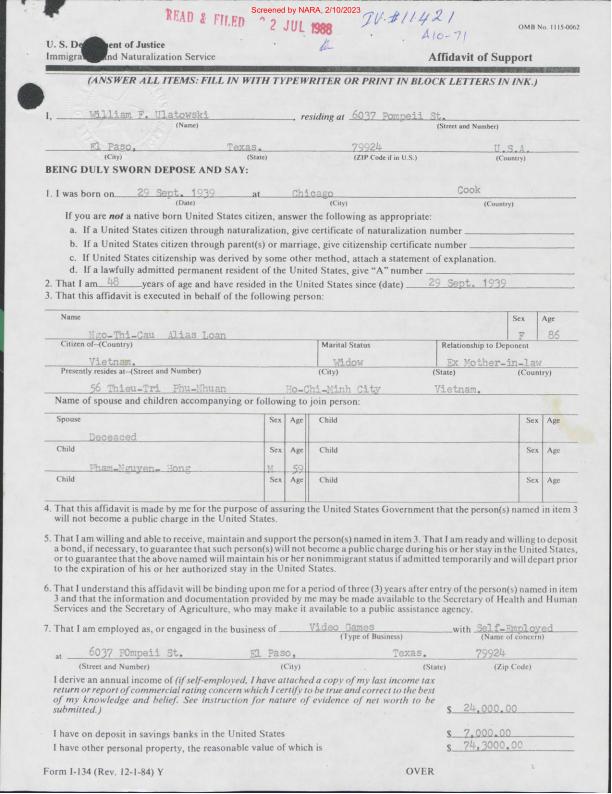 Screened by NARA, 2/10/2023
READ & FILED 2 JUL 1988
IV.#11421
A10-71
OMB No. 1115-0062
U. S. De ent of Justice
Immigra nd Naturalization Service
Affidavit of Support
(ANSWER ALL ITEMS: FILL IN WITH TYPEWRITER OR PRINT IN BLOCK LETTERS IN INK.)
I, William F. Ulatowski, residing at 6037 Pompeii St.
(Name) (Street and Number)
El Paso, Texas. 79924 U.S.A.
(City) (State) (ZIP Code if in U.S.) (Country)
BEING DULY SWORN DEPOSE AND SAY:
1. I was born on 29 Sept. 1939 at Chicago Cook
(Date) (City) (Country)
If you are not a native born United States citizen, answer the following as appropriate:
a. If a United States citizen through naturalization, give certificate of naturalization number
b. If a United States citizen through parent(s) or marriage, give citizenship certificate number
c. If United States citizenship was derived by some other method, attach a statement of explanation.
d. If a lawfully admitted permanent resident of the United States, give "A" number
2. That I am 48 years of age and have resided in the United States since (date) 29 Sept. 1939
3. That this affidavit is executed in behalf of the following person:
Name Sex Age
Ngo-Thi-Cau Alias Loan F 86
Citizen of--(Country) Marital Status Relationship to Deponent
Vietnam. Widow Ex Mother-in-law
Presently resides at--(Street and Number) (City) (State) (Country)
56 Thieu-Tri Phu-Nhuan Ho-Chi-Minh City Vietnam.
Name of spouse and children accompanying or following to join person:
Spouse Sex Age Child Sex Age
Deceased
Child Sex Age Child Sex Age
Pham-Nguyen- Hong M 59
Child Sex Age Child Sex Age
4. That this affidavit is made by me for the purpose of assuring the United States Government that the person(s) named in item 3
will not become a public charge in the United States.
5. That I am willing and able to receive, maintain and support the person(s) named in item 3. That I am ready and willing to deposit
a bond, if necessary, to guarantee that such person(s) will not become a public charge during his or her stay in the United States,
or to guarantee that the above named will maintain his or her nonimmigrant status if admitted temporarily and will depart prior
to the expiration of his or her authorized stay in the United States.
6. That I understand this affidavit will be binding upon me for a period of three (3) years after entry of the person(s) named in item
3 and that the information and documentation provided by me may be made available to the Secretary of Health and Human
Services and the Secretary of Agriculture, who may make it available to a public assistance agency.
7. That I am employed as, or engaged in the business of Video Games with Self-Employed
(Type of Business) (Name of concern)
at 6037 POmpeii St. El Paso, Texas. 79924
(Street and Number) (City) (State) (Zip Code)
I derive an annual income of (if self-employed, I have attached a copy of my last income tax
return or report of commercial rating concern which I certify to be true and correct to the best
of my knowledge and belief. See instruction for nature of evidence of net worth to be
submitted.) $ 24,000.00
I have on deposit in savings banks in the United States $ 7,000.00
I have other personal property, the reasonable value of which is $ 74,3000.00
Form I-134 (Rev. 12-1-84) Y OVER